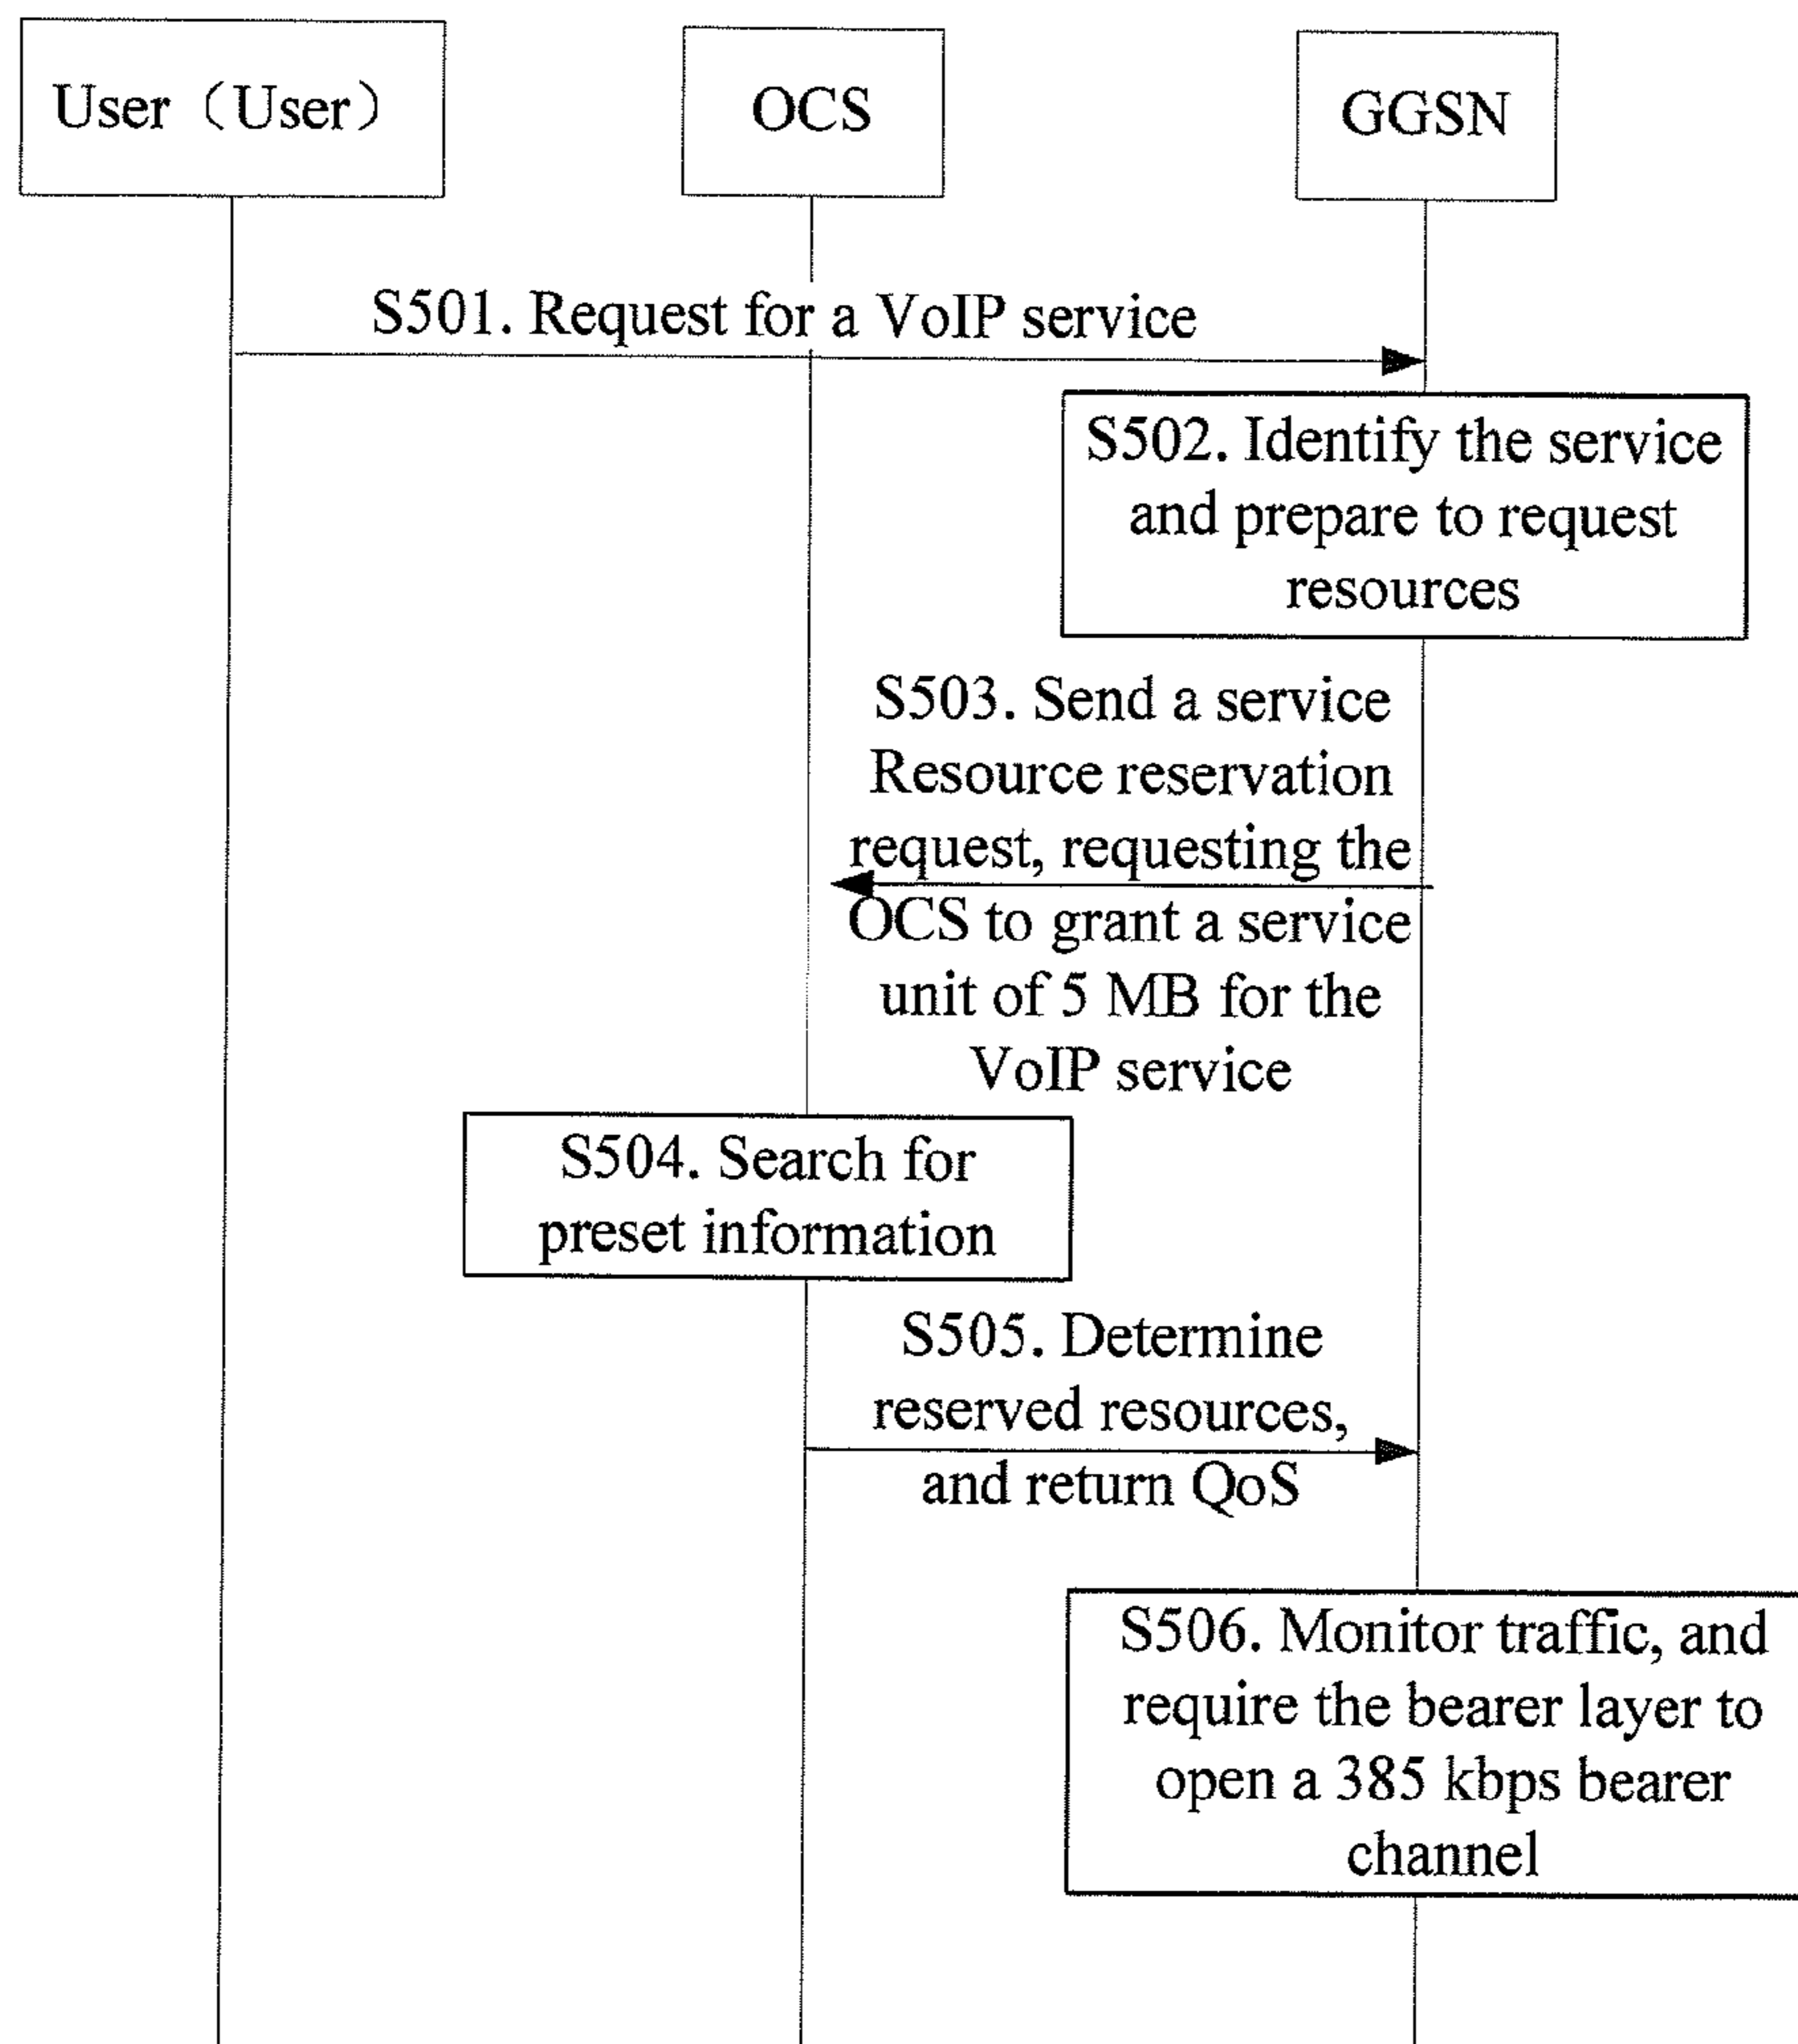 User（User）
OCS
GGSN
S501. Request for a VoIP service
S502. Identify the service
and prepare to request
resources
S503. Send a service
Resource reservation
request, requesting the
OCS to grant a service
unit of 5 MB for the
VoIP service
S504. Search for
preset information
S505. Determine
reserved resources,
and return QoS
S506. Monitor traffic, and
require the bearer layer to
open a 385 kbps bearer
channel